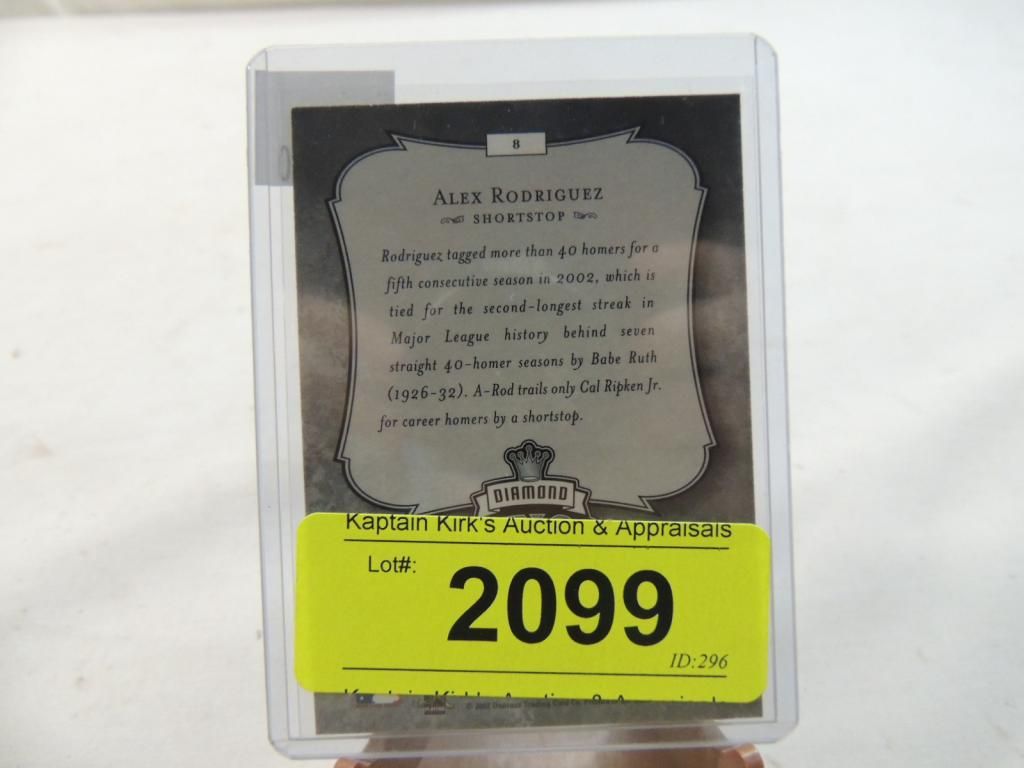 8
ALEX RODRIGUEZ
SHORTSTOP
Rodriguez tagged more than 40 homers for a
fifth consecutive season in 2002, which is
tied for the second-longest streak in
Major League history behind seven
straight 40-homer seasons by Babe Ruth
(1926-32). A-Rod trails only Cal Ripken Jr.
for career homers by a shortstop.
DIAMOND
Kaptain Kirk's Auction & Appraisals
Lot#:
2099
ID:296